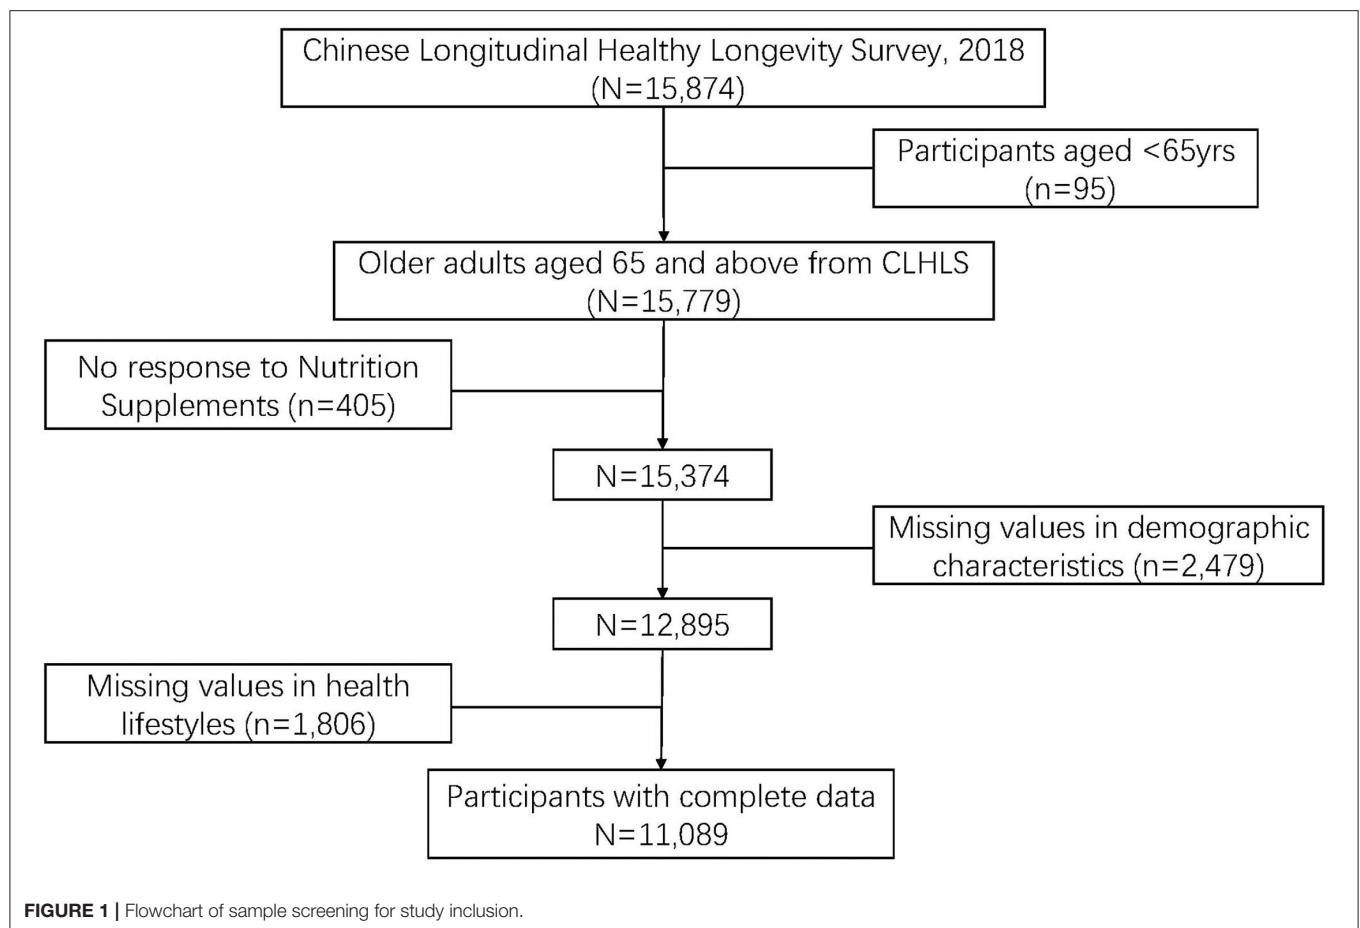 Chinese Longitudinal Healthy Longevity Survey, 2018
(N=15,874)
Participants aged <65yrs
(n=95)
Older adults aged 65 and above from CLHLS
(N=15,779)
No response to Nutrition
Supplements (n=405)
N=15,374
Missing values in demographic
characteristics (n=2,479)
N=12,895
Missing values in health
lifestyles (n=1,806)
Participants with complete data
N=11,089
FIGURE 1 | Flowchart of sample screening for study inclusion.